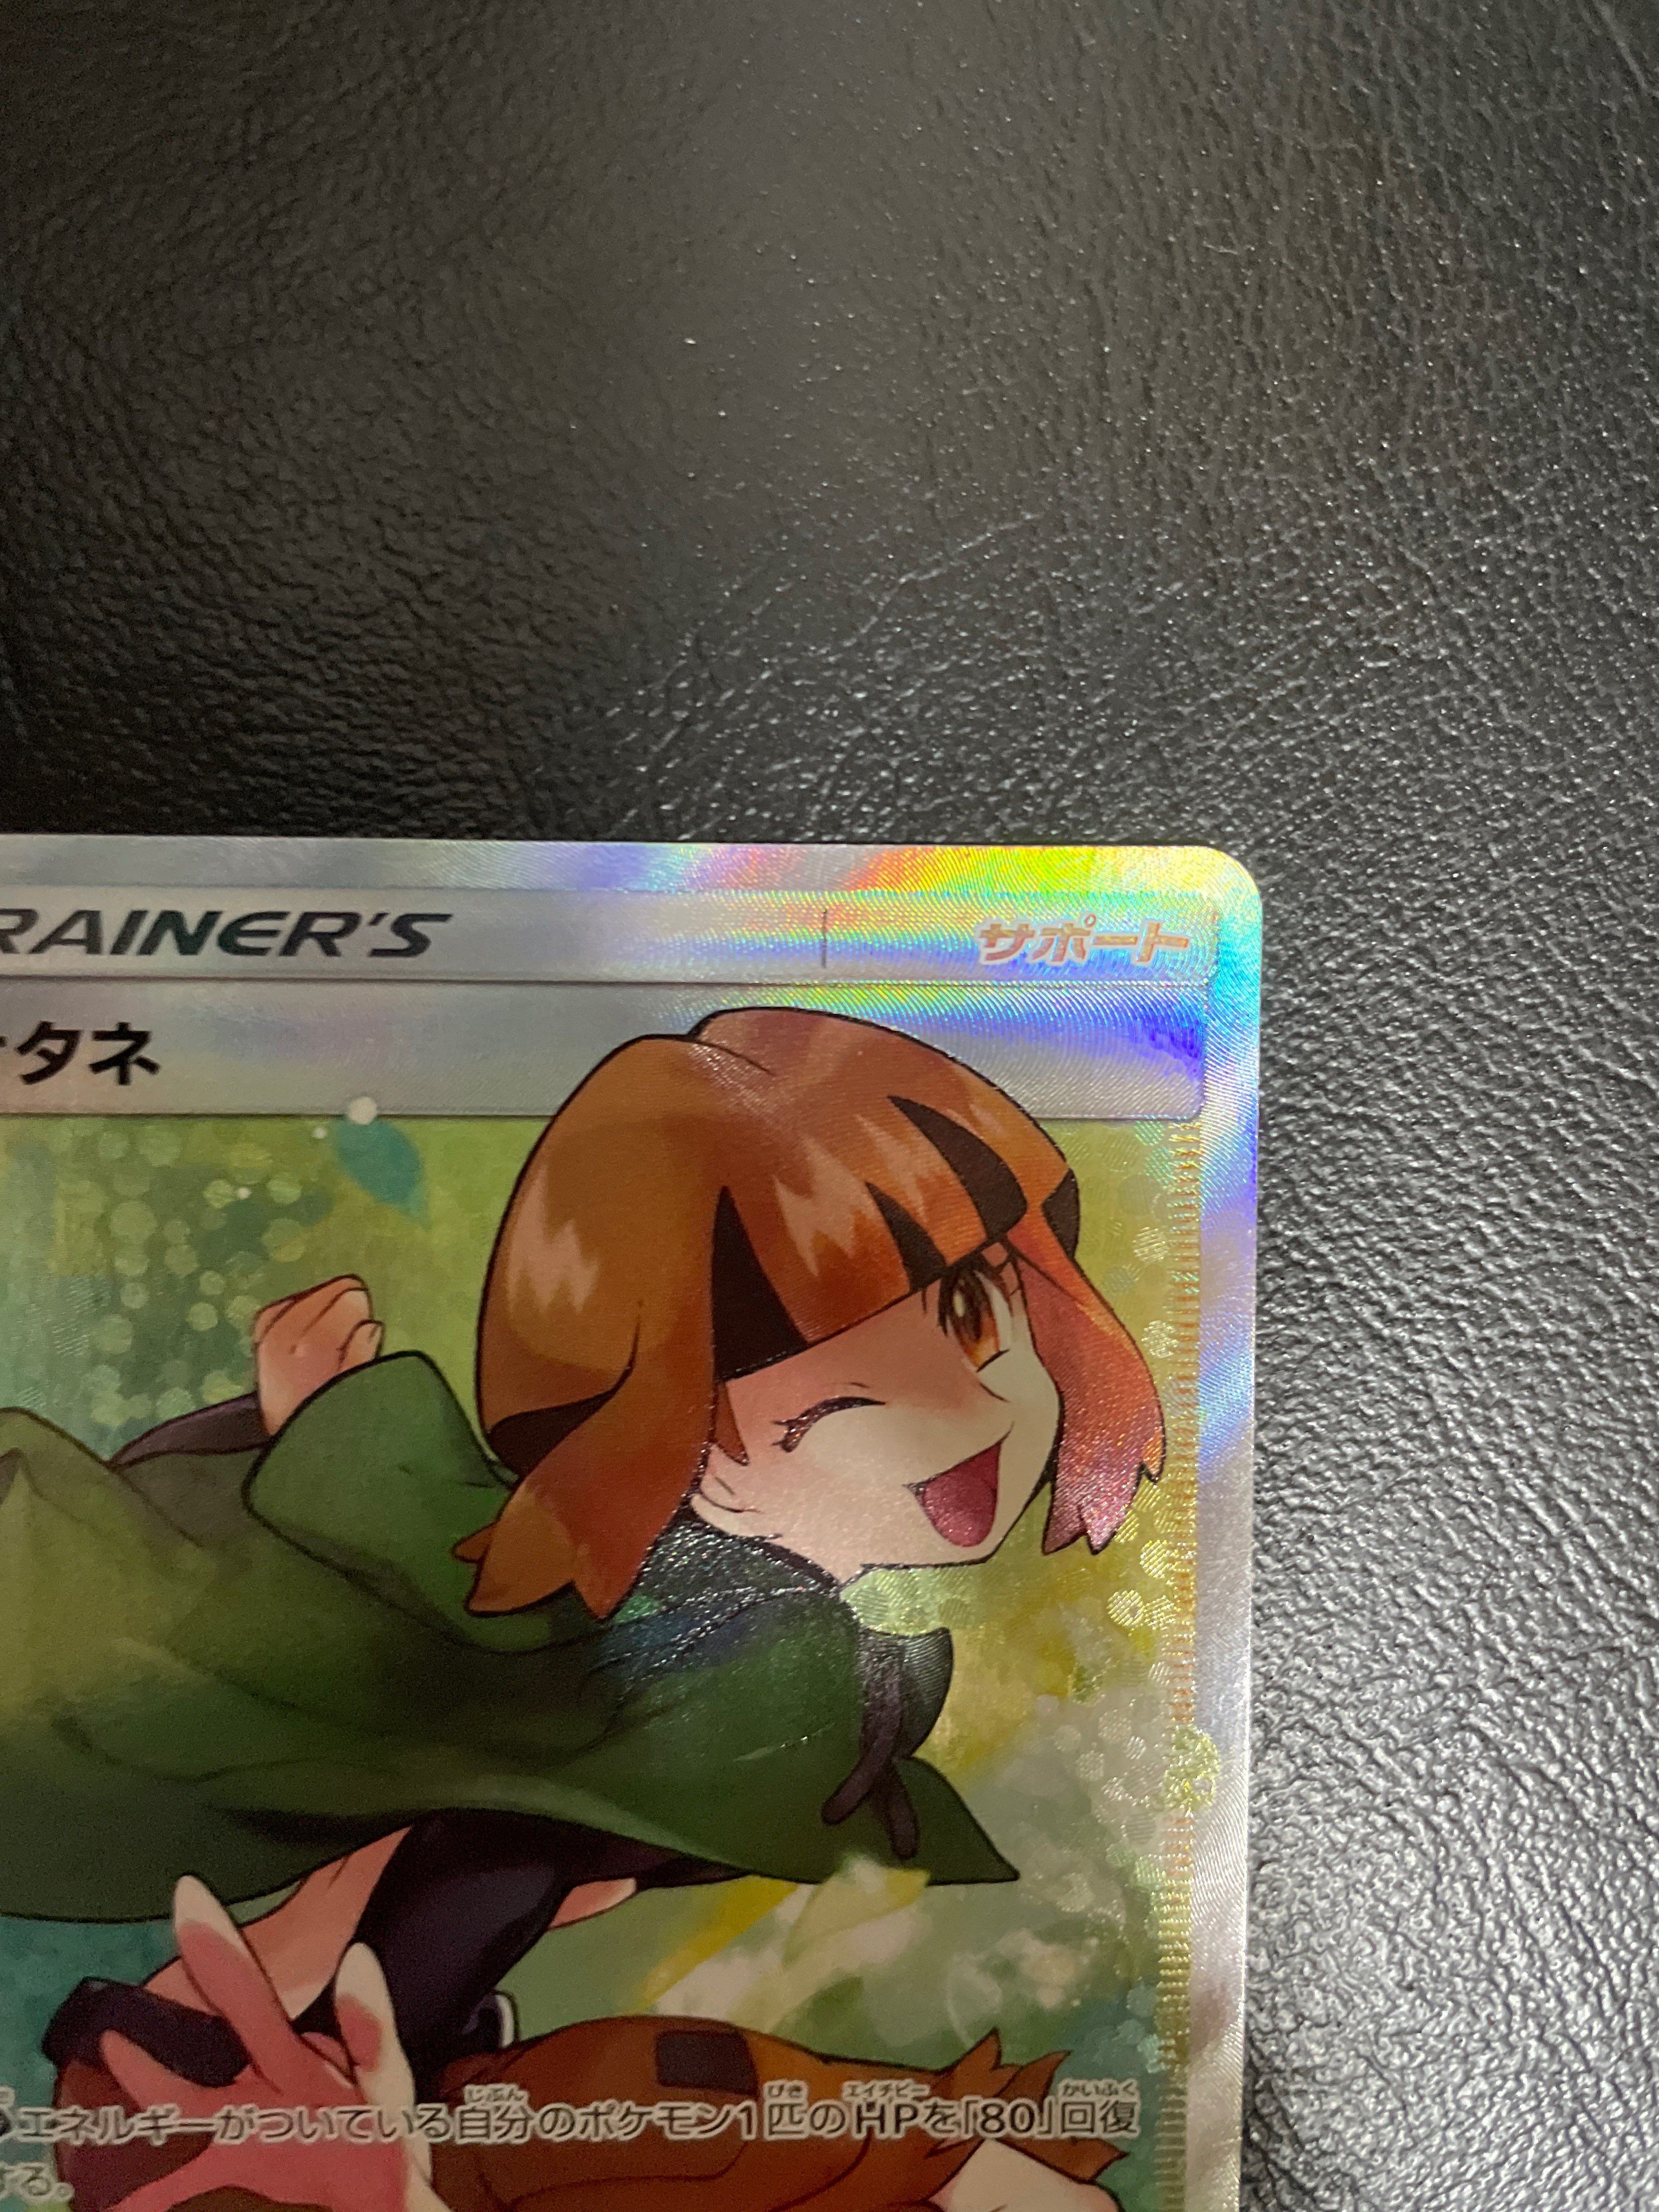 RAINER'S
サポート
タネ
エネルギーがついている自分のポケモン1匹のHPを「80」回復
する。